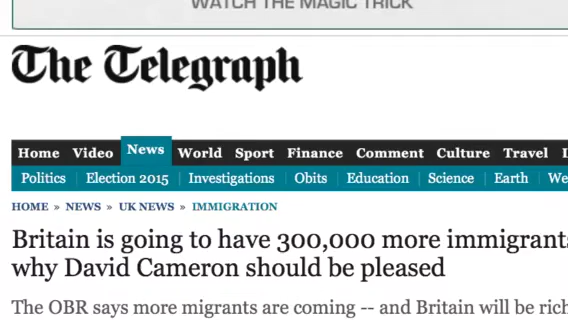 WATCH THE MAGIC TRICK
The Telegraph
Home Video News World Sport Finance Comment Culture Travel
Politics Election 2015 Investigations Obits Education Science Earth
HOME » NEWS » UK NEWS » IMMIGRATION
Britain is going to have 300,000 more immigrants
why David Cameron should be pleased
The OBR says more migrants are coming -- and Britain will be rich